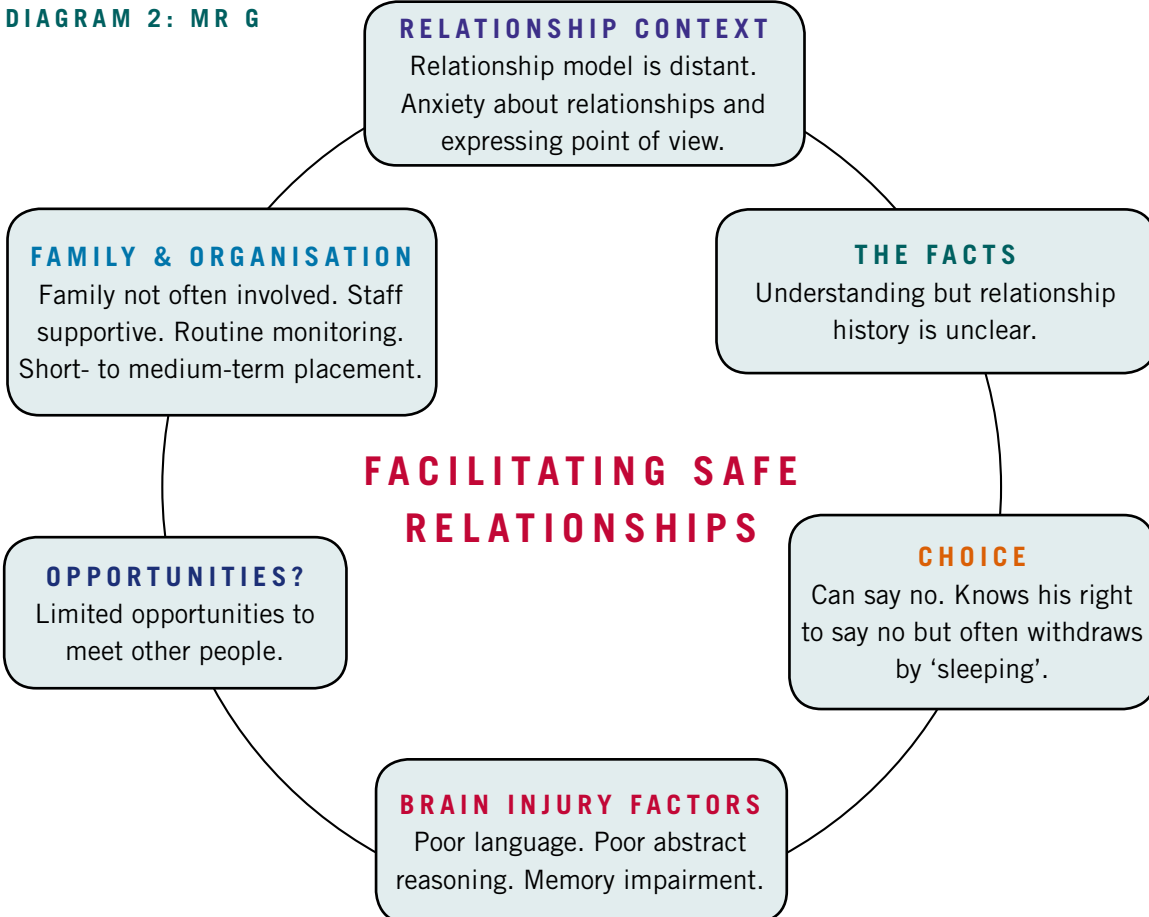 DIAGRAM 2: MR G
RELATIONSHIP CONTEXT
Relationship model is distant.
Anxiety about relationships and
expressing point of view.
THE FACTS
Understanding but relationship
history is unclear.
CHOICE
Can say no. Knows his right
to say no but often withdraws
by ‘sleeping’.
BRAIN INJURY FACTORS
Poor language. Poor abstract
reasoning. Memory impairment.
OPPORTUNITIES?
Limited opportunities to
meet other people.
FAMILY & ORGANISATION
Family not often involved. Staff
supportive. Routine monitoring.
Short- to medium-term placement.
FACILITATING SAFE
RELATIONSHIPS